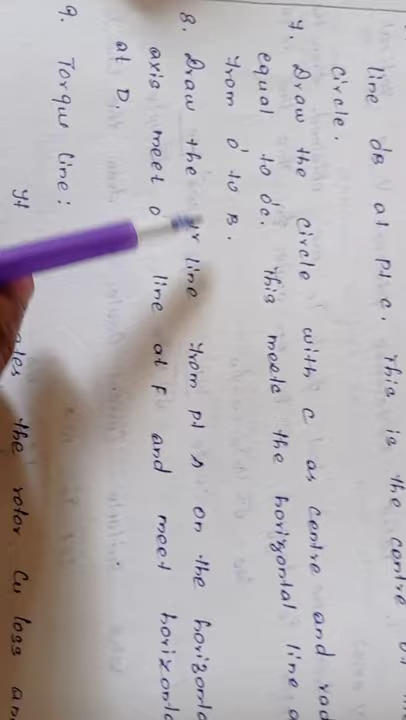 line o'B at pt c. This is the centre of
circle.
7. Draw the circle with c as centre and rad
equal to o'c. This meets the horizontal line
from o' to B.
8. Draw the line from pt A on the horizonta
axis meet o line at F and meet horizonta
at D.
9. Torque line:
It ates the rotor Cu loss an